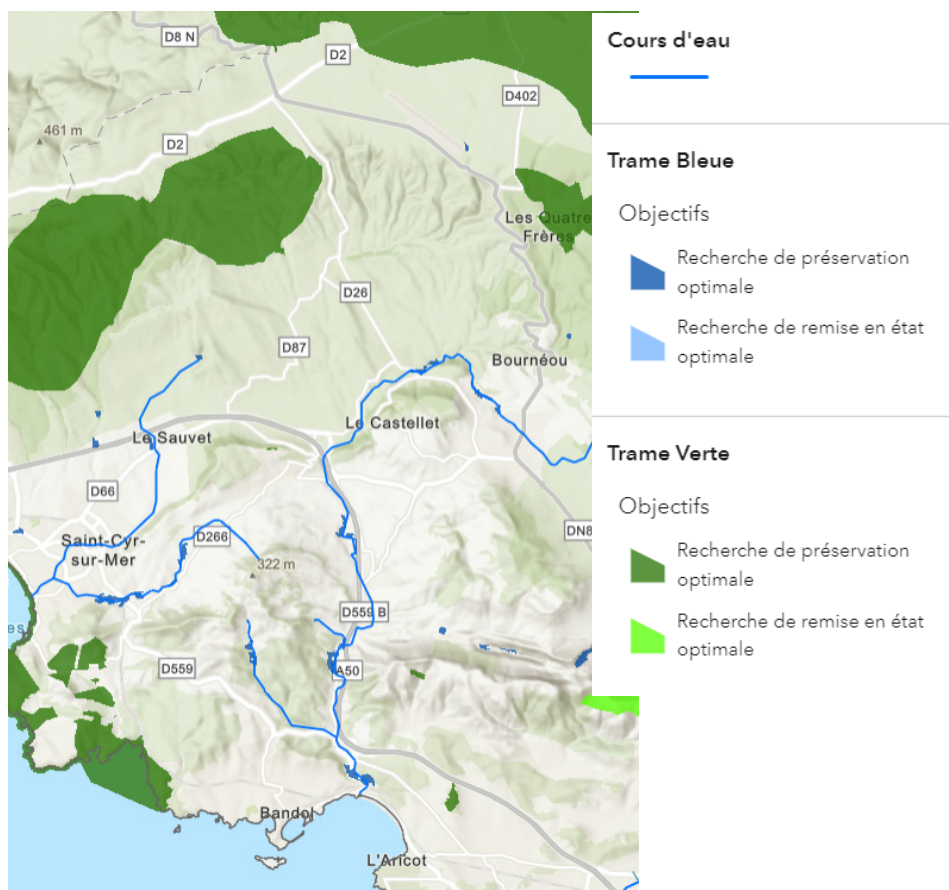 D8 N
D2
D402
461 m
D2
Les Quatre
Frères
D26
D87
Bournéou
Le Castellet
Le Sauvet
D66
DN8
Saint-Cyr-
sur-Mer
D266
322 m
D559 B
es
D559
A50
Bandol
L'Aricot
Cours d'eau
Trame Bleue
Objectifs
Recherche de préservation
optimale
Recherche de remise en état
optimale
Trame Verte
Objectifs
Recherche de préservation
optimale
Recherche de remise en état
optimale